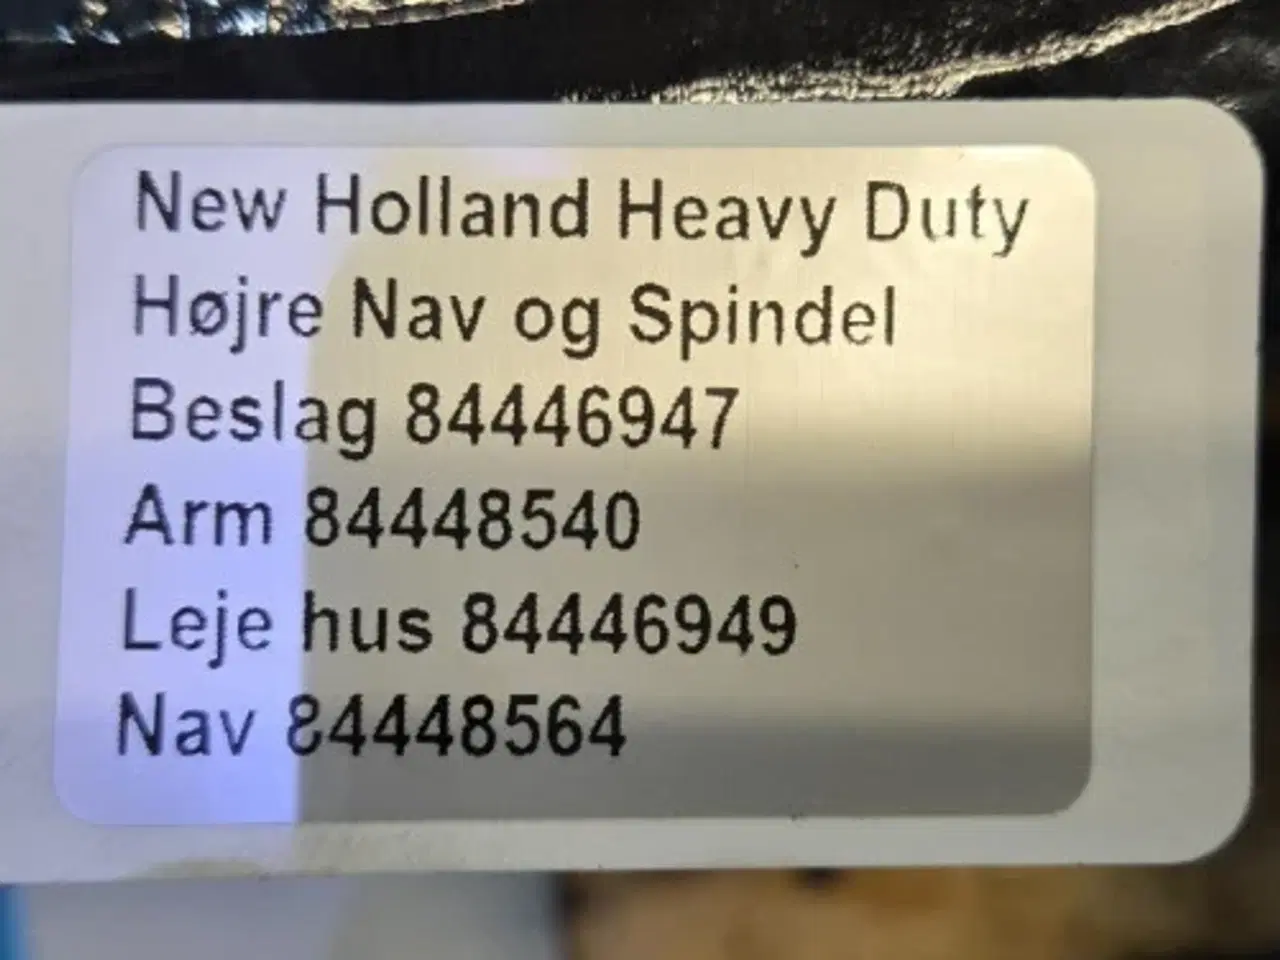 New Holland Heavy Duty
Højre Nav og Spindel
Beslag 84446947
Arm 84448540
Leje hus 84446949
Nav 84448564